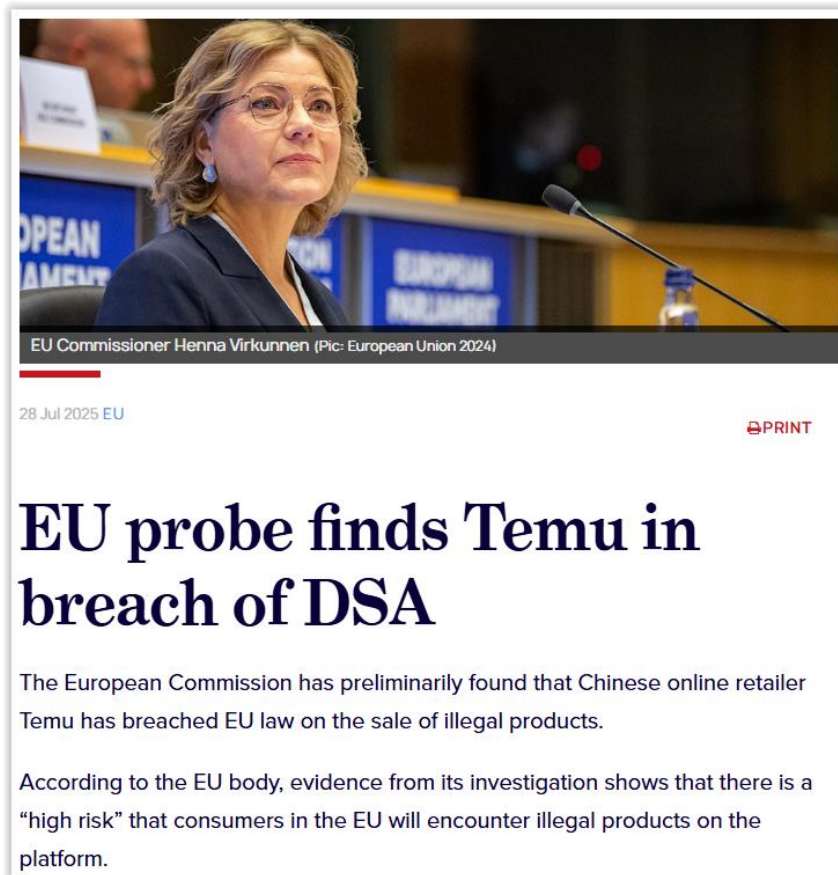 OPEAN
AMENT
ON
EUROPEAN
PARLIAMENT
EU Commissioner Henna Virkunnen (Pic: European Union 2024)
28 Jul 2025 EU
PRINT
EU probe finds Temu in
breach of DSA
The European Commission has preliminarily found that Chinese online retailer
Temu has breached EU law on the sale of illegal products.
According to the EU body, evidence from its investigation shows that there is a
“high risk” that consumers in the EU will encounter illegal products on the
platform.